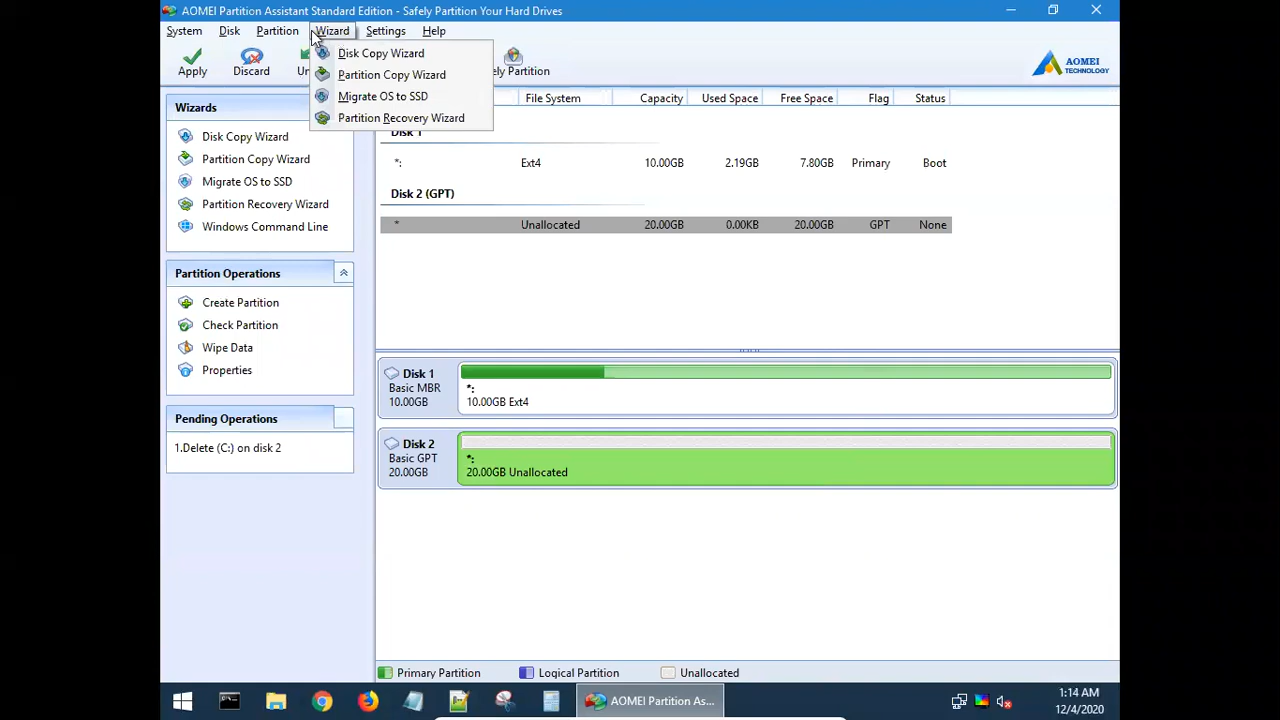 AOMEI Partition Assistant Standard Edition - Safely Partition Your Hard Drives
System Disk Partition Wizard Settings Help
Disk Copy Wizard
Partition Copy Wizard
Migrate OS to SSD
Partition Recovery Wizard
Apply Discard Un ly Partition
AOMEI
TECHNOLOGY
Wizards
Disk Copy Wizard
Partition Copy Wizard
Migrate OS to SSD
Partition Recovery Wizard
Windows Command Line
Partition Operations
Create Partition
Check Partition
Wipe Data
Properties
Pending Operations
1.Delete (C:) on disk 2
File System Capacity Used Space Free Space Flag Status
Disk 1
*: Ext4 10.00GB 2.19GB 7.80GB Primary Boot
Disk 2 (GPT)
* Unallocated 20.00GB 0.00KB 20.00GB GPT None
Disk 1
Basic MBR
10.00GB
*:
10.00GB Ext4
Disk 2
Basic GPT
20.00GB
*:
20.00GB Unallocated
Primary Partition Logical Partition Unallocated
AOMEI Partition As...
1:14 AM
12/4/2020